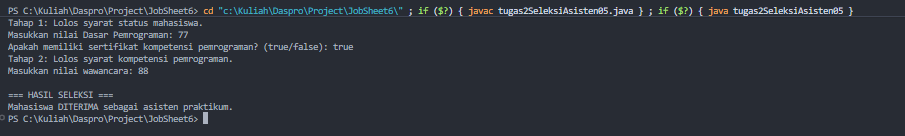 PS C:\Kuliah\Daspro\Project\JobSheet6> cd "c:\Kuliah\Daspro\Project\JobSheet6\" ; if ($?) { javac tugas2SeleksiAsisten05.java } ; if ($?) { java tugas2SeleksiAsisten05 }
Tahap 1: Lolos syarat status mahasiswa.
Masukkan nilai Dasar Pemrograman: 77
Apakah memiliki sertifikat kompetensi pemrograman? (true/false): true
Tahap 2: Lolos syarat kompetensi pemrograman.
Masukkan nilai wawancara: 88
=== HASIL SELEKSI ===
Mahasiswa DITERIMA sebagai asisten praktikum.
PS C:\Kuliah\Daspro\Project\JobSheet6>